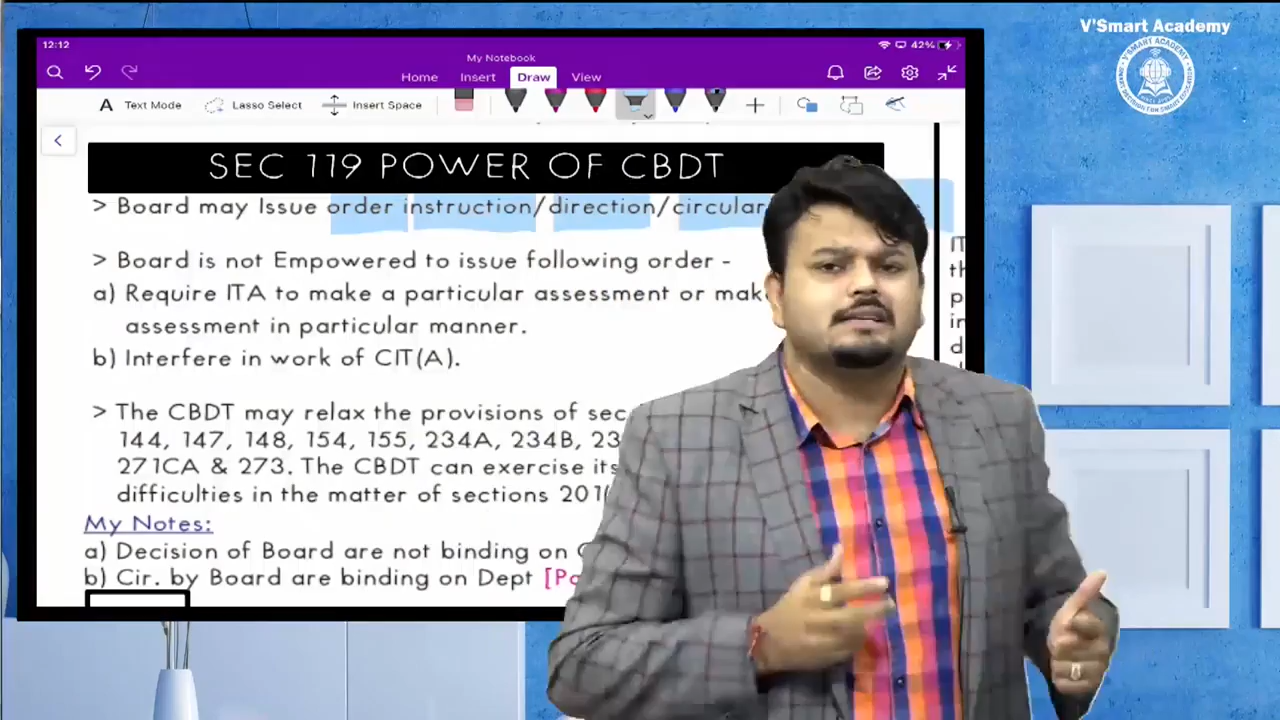 V'Smart Academy
12:12
42%
My Notebook
Home Insert Draw View
A Text Mode Lasso Select Insert Space
SEC 119 POWER OF CBDT
> Board may Issue order instruction/direction/circular
> Board is not Empowered to issue following order -
a) Require ITA to make a particular assessment or mak
assessment in particular manner.
b) Interfere in work of CIT(A).
> The CBDT may relax the provisions of sec
144, 147, 148, 154, 155, 234A, 234B, 23
271CA & 273. The CBDT can exercise its
difficulties in the matter of sections 201(
My Notes:
a) Decision of Board are not binding on
b) Cir. by Board are binding on Dept [Po